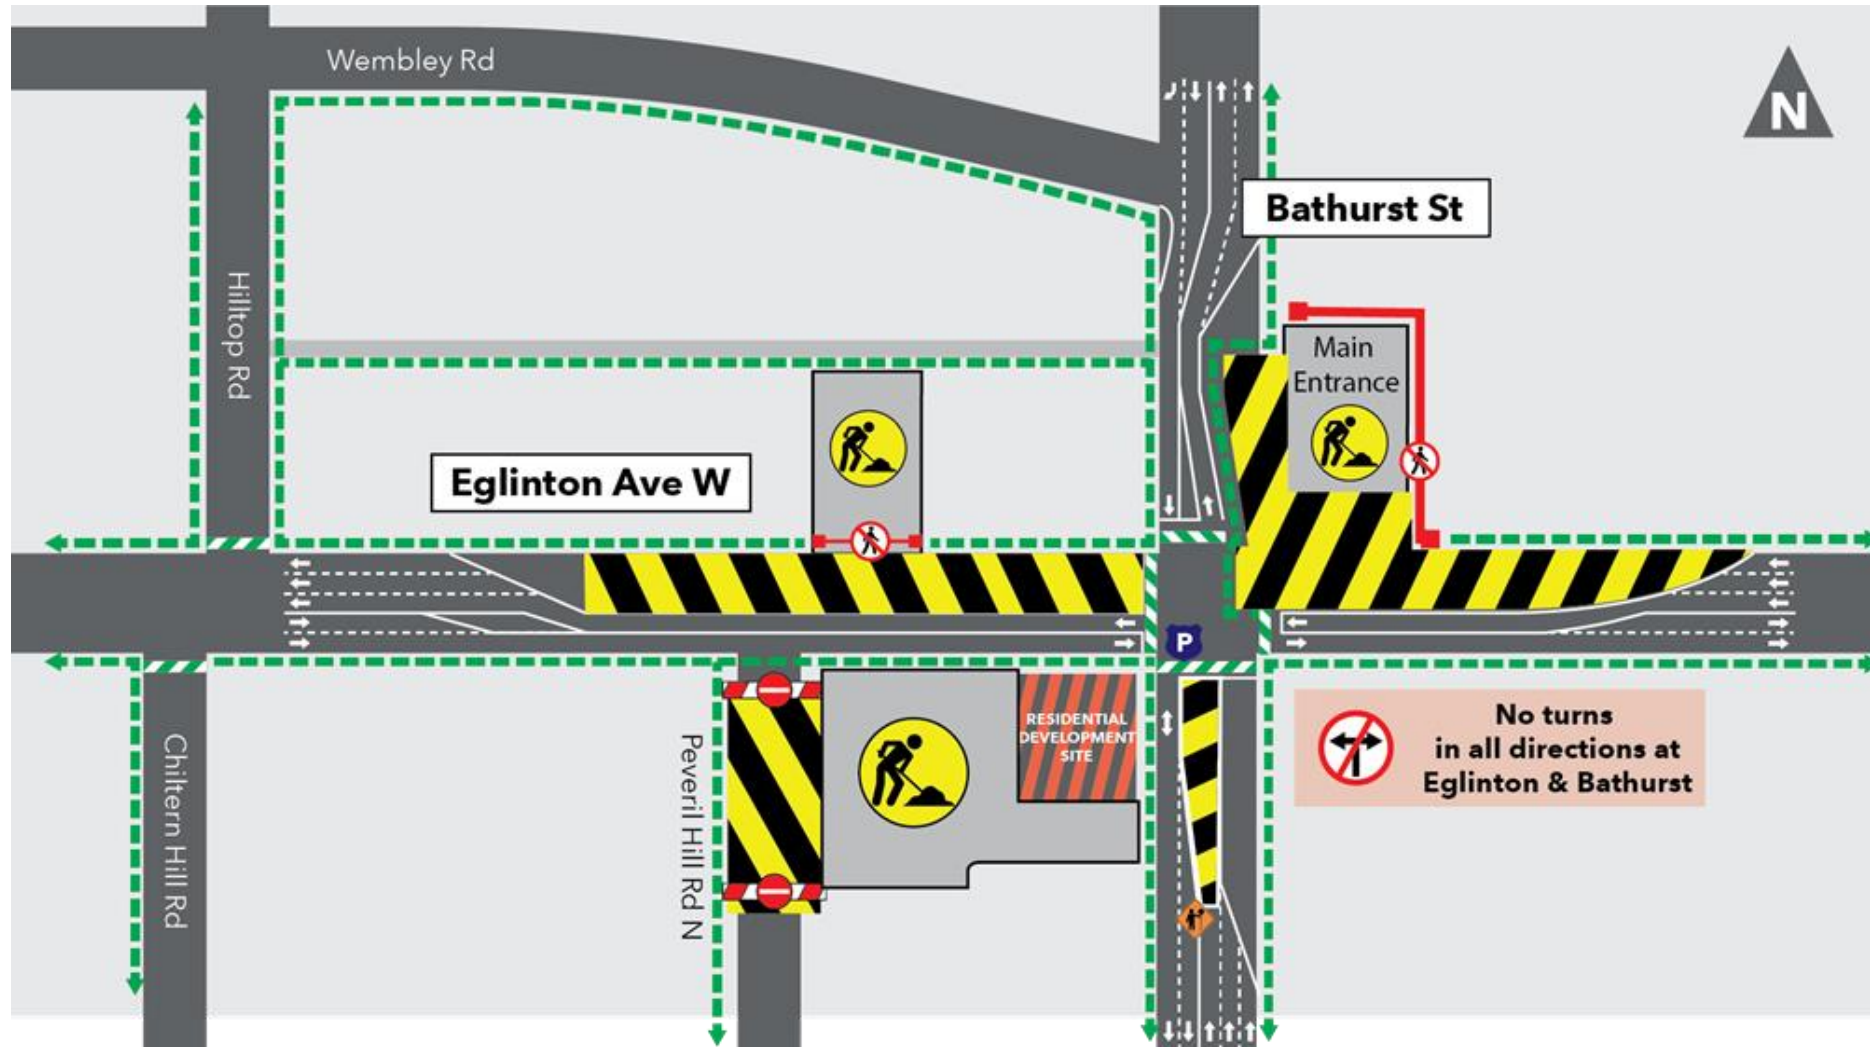 Wembley Rd
N
Bathurst St
Hilltop Rd
Main
Entrance
Eglinton Ave W
P
RESIDENTIAL
DEVELOPMENT
SITE
No turns
in all directions at
Eglinton & Bathurst
Chiltern Hill Rd
Peveril Hill Rd N